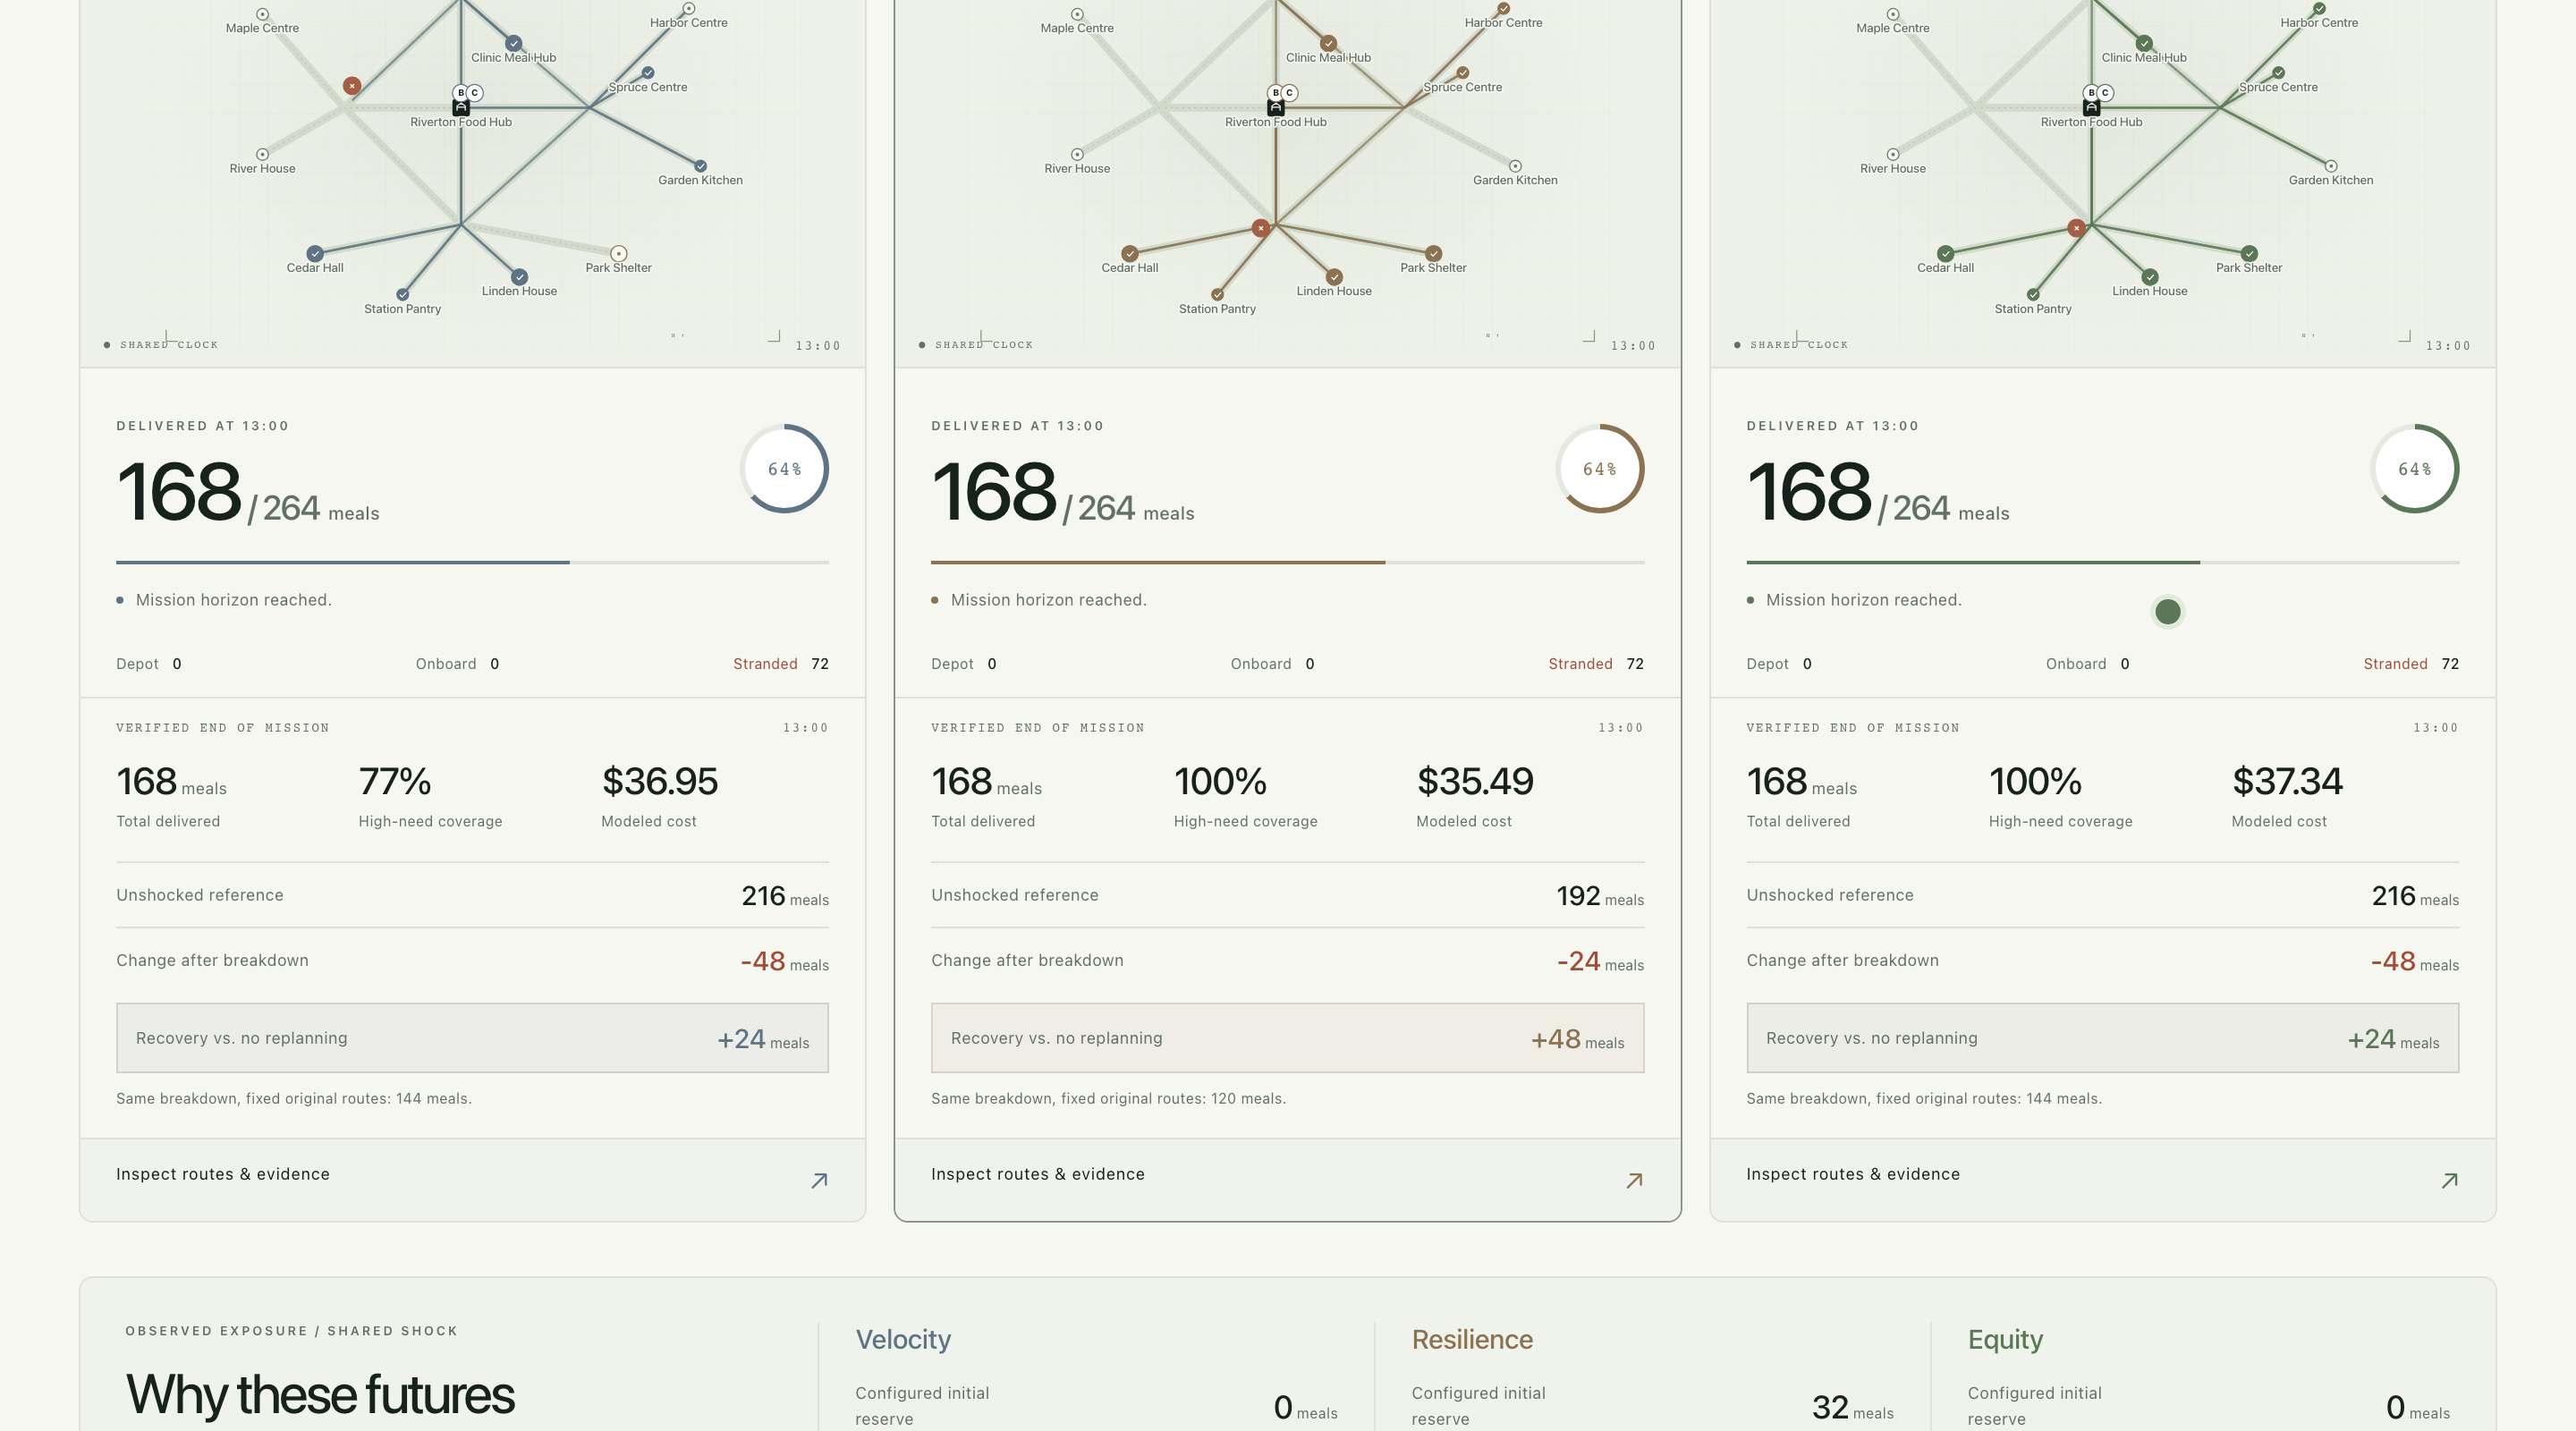 Maple Centre
Harbor Centre
Clinic Meal Hub
Spruce Centre
B C
Riverton Food Hub
River House
Garden Kitchen
Cedar Hall
Park Shelter
Linden House
Station Pantry
SHARED CLOCK
13:00
DELIVERED AT 13:00
168 / 264 meals
64%
Mission horizon reached.
Depot 0 Onboard 0 Stranded 72
VERIFIED END OF MISSION 13:00
168 meals 77% $36.95
Total delivered High-need coverage Modeled cost
Unshocked reference 216 meals
Change after breakdown -48 meals
Recovery vs. no replanning +24 meals
Same breakdown, fixed original routes: 144 meals.
Inspect routes & evidence
Maple Centre
Harbor Centre
Clinic Meal Hub
Spruce Centre
B C
Riverton Food Hub
River House
Garden Kitchen
Cedar Hall
Park Shelter
Linden House
Station Pantry
SHARED CLOCK
13:00
DELIVERED AT 13:00
168 / 264 meals
64%
Mission horizon reached.
Depot 0 Onboard 0 Stranded 72
VERIFIED END OF MISSION 13:00
168 meals 100% $35.49
Total delivered High-need coverage Modeled cost
Unshocked reference 192 meals
Change after breakdown -24 meals
Recovery vs. no replanning +48 meals
Same breakdown, fixed original routes: 120 meals.
Inspect routes & evidence
Maple Centre
Harbor Centre
Clinic Meal Hub
Spruce Centre
B C
Riverton Food Hub
River House
Garden Kitchen
Cedar Hall
Park Shelter
Linden House
Station Pantry
SHARED CLOCK
13:00
DELIVERED AT 13:00
168 / 264 meals
64%
Mission horizon reached.
Depot 0 Onboard 0 Stranded 72
VERIFIED END OF MISSION 13:00
168 meals 100% $37.34
Total delivered High-need coverage Modeled cost
Unshocked reference 216 meals
Change after breakdown -48 meals
Recovery vs. no replanning +24 meals
Same breakdown, fixed original routes: 144 meals.
Inspect routes & evidence
OBSERVED EXPOSURE / SHARED SHOCK
Why these futures
Velocity
Configured initial
reserve
0 meals
Resilience
Configured initial
reserve
32 meals
Equity
Configured initial
reserve
0 meals